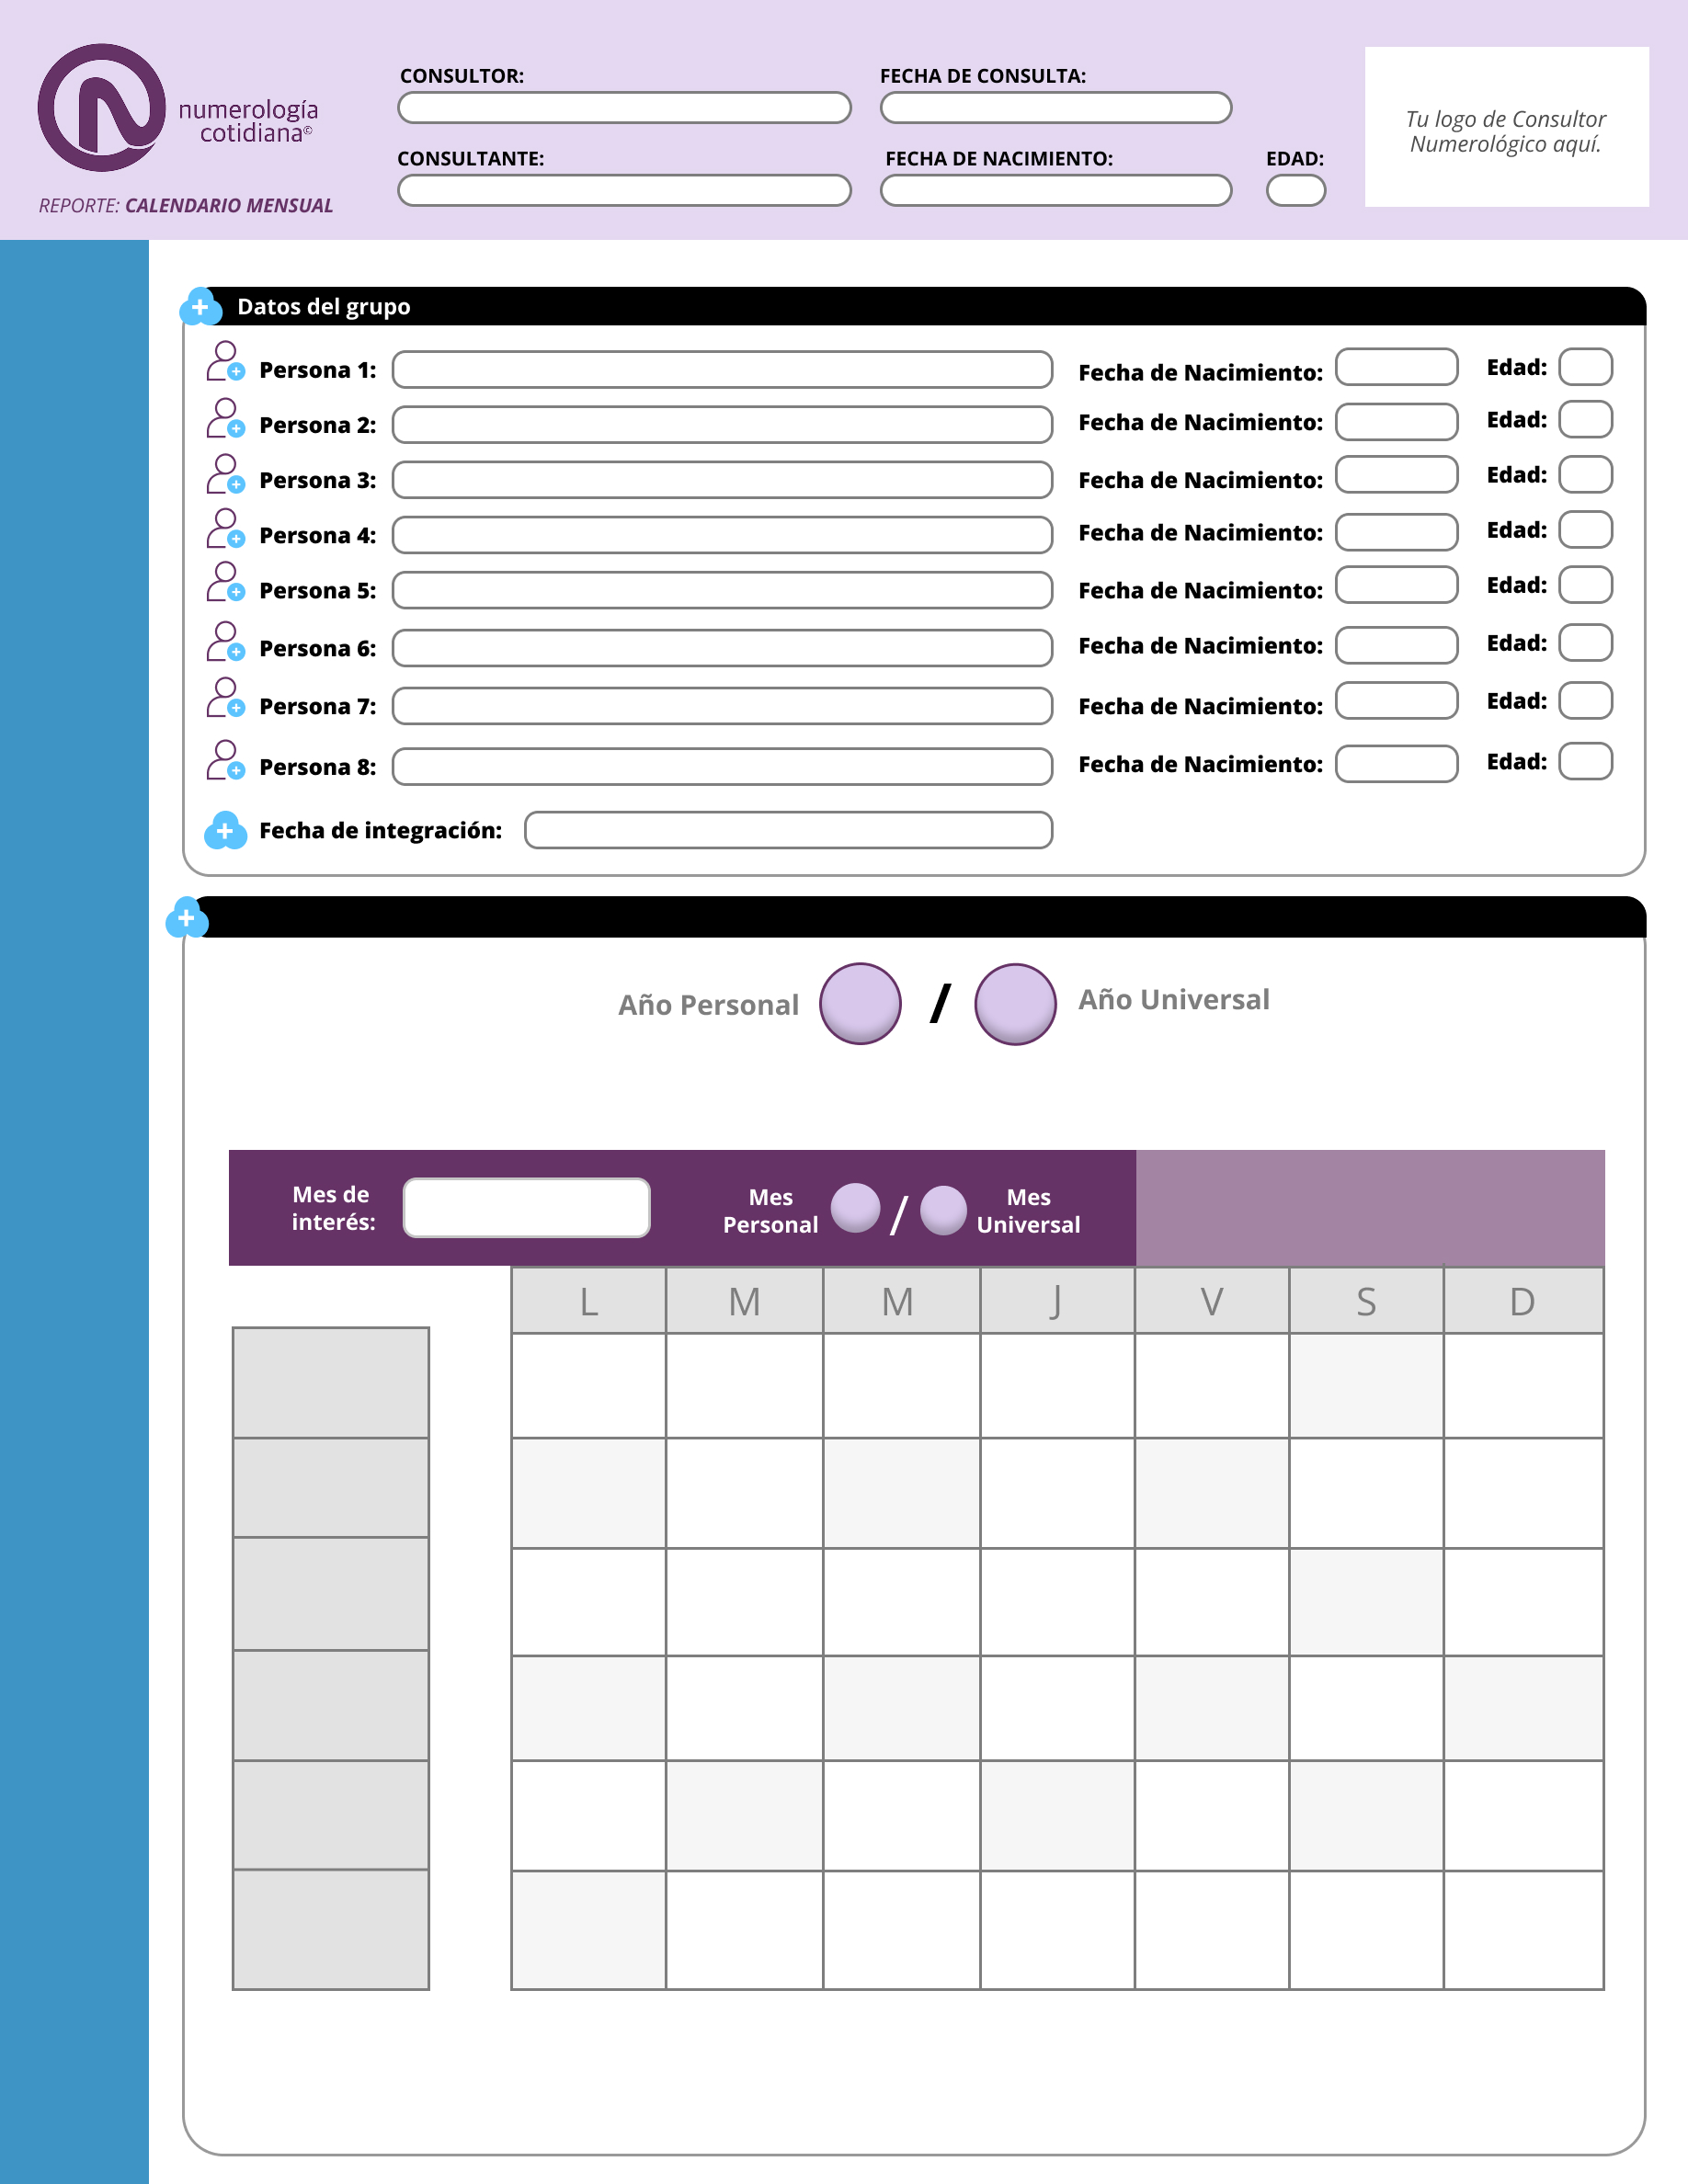 numerología
cotidiana©
REPORTE: CALENDARIO MENSUAL
CONSULTOR:
FECHA DE CONSULTA:
CONSULTANTE:
FECHA DE NACIMIENTO:
EDAD:
Tu logo de Consultor
Numerológico aquí.
Datos del grupo
Persona 1: Fecha de Nacimiento: Edad:
Persona 2: Fecha de Nacimiento: Edad:
Persona 3: Fecha de Nacimiento: Edad:
Persona 4: Fecha de Nacimiento: Edad:
Persona 5: Fecha de Nacimiento: Edad:
Persona 6: Fecha de Nacimiento: Edad:
Persona 7: Fecha de Nacimiento: Edad:
Persona 8: Fecha de Nacimiento: Edad:
Fecha de integración:
Año Personal / Año Universal
Mes de
interés:
Mes
Personal
/
Mes
Universal
L M M J V S D